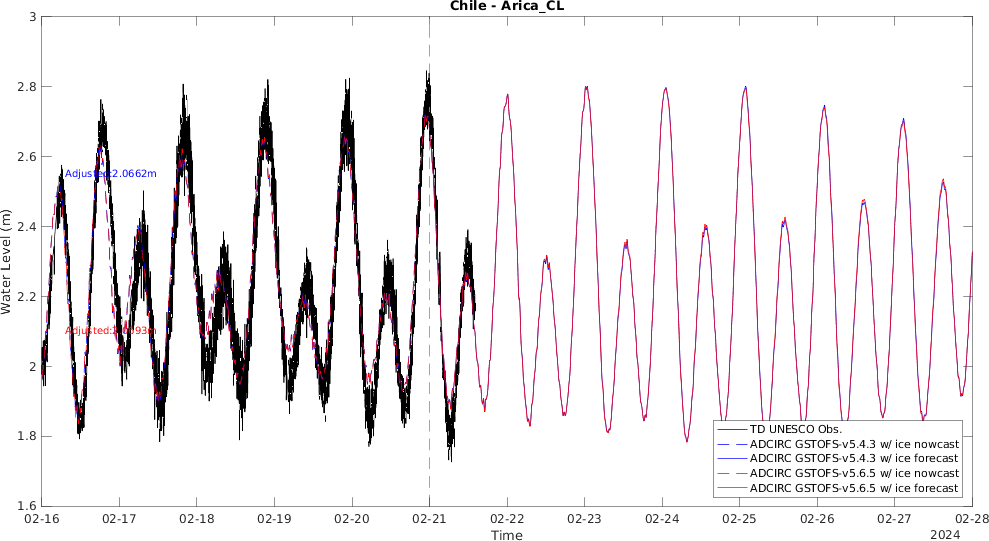 Chile - Arica_CL
3
2.8
2.6
2.4
2.2
2
1.8
1.6
Water Level (m)
Adjusted:2.0662m
TD UNESCO Obs.
ADCIRC GSTOFS-v5.4.3 w/ ice nowcast
ADCIRC GSTOFS-v5.4.3 w/ ice forecast
ADCIRC GSTOFS-v5.6.5 w/ ice nowcast
ADCIRC GSTOFS-v5.6.5 w/ ice forecast
02-16 02-17 02-18 02-19 02-20 02-21 02-22 02-23 02-24 02-25 02-26 02-27 02-28
Time
2024